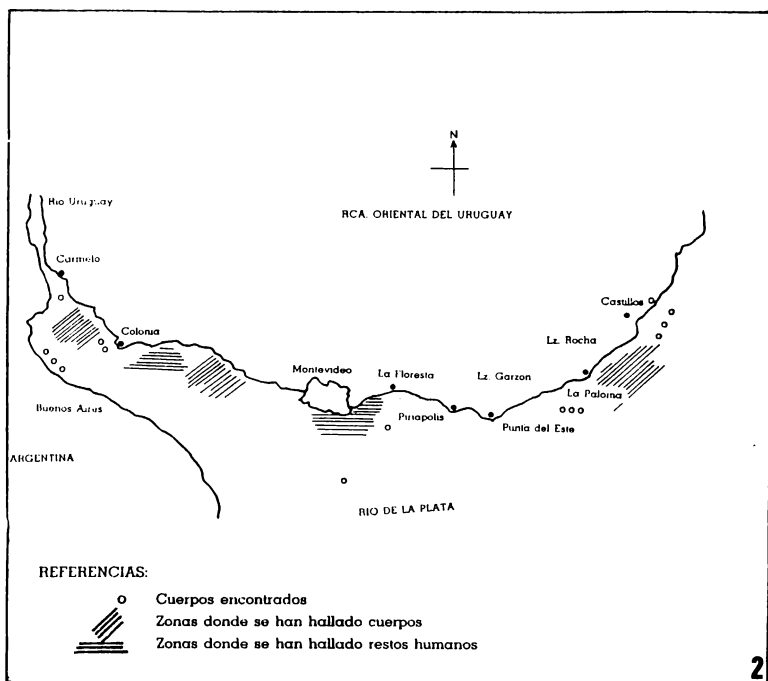 N
Rio Uruguay
RCA. ORIENTAL DEL URUGUAY
Carmelo
Castillos
Colonia
Lz. Rocha
Montevideo
La Floresta
Lz. Garzon
La Paloma
Buenos Aires
Piriapolis
Punta del Este
ARGENTINA
RIO DE LA PLATA
REFERENCIAS:
Cuerpos encontrados
Zonas donde se han hallado cuerpos
Zonas donde se han hallado restos humanos
2